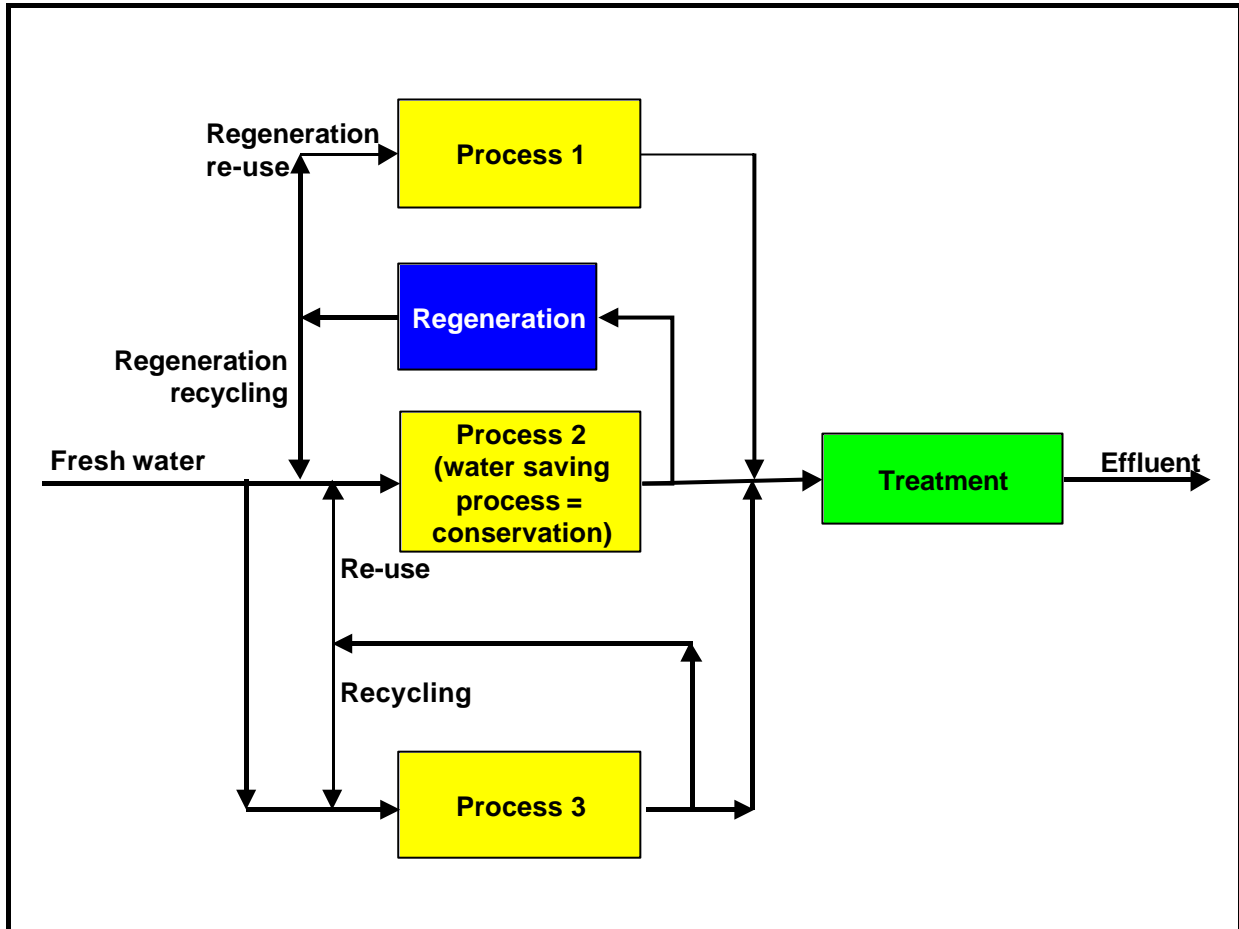 Regeneration
re-use
Process 1
Regeneration
Regeneration
recycling
Fresh water
Process 2
(water saving
process =
conservation)
Treatment
Effluent
Re-use
Recycling
Process 3